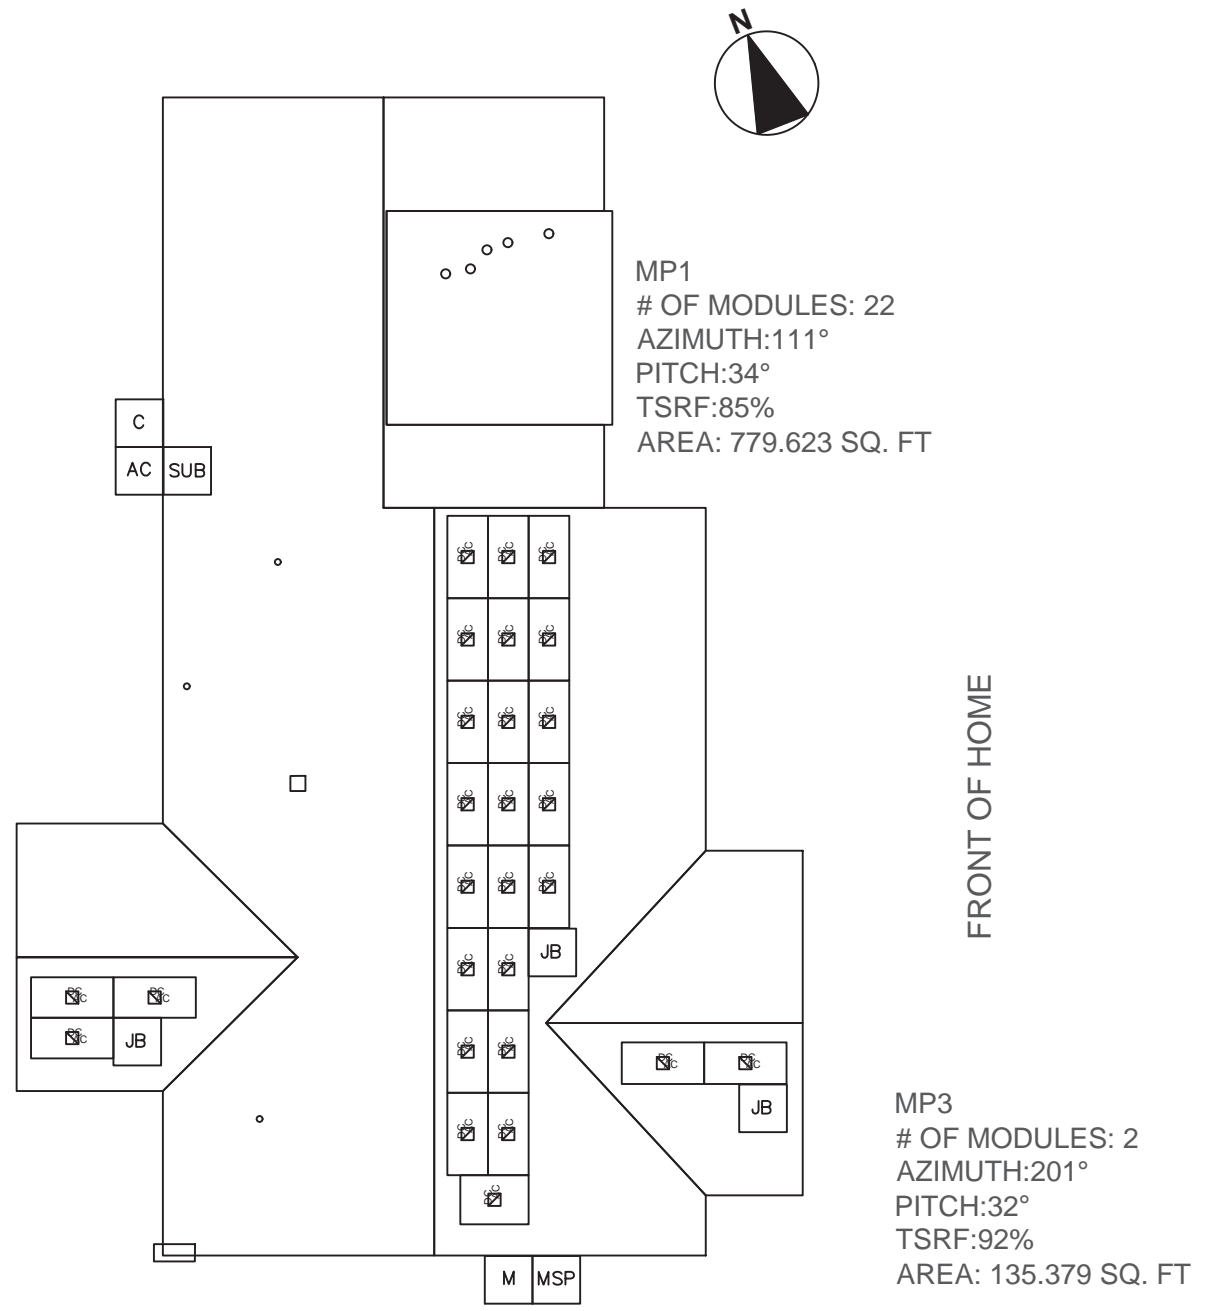 N
MP1
# OF MODULES: 22
AZIMUTH:111°
PITCH:34°
TSRF:85%
AREA: 779.623 SQ. FT
C
AC SUB
FRONT OF HOME
JB
JB
JB
MP3
# OF MODULES: 2
AZIMUTH:201°
PITCH:32°
TSRF:92%
AREA: 135.379 SQ. FT
M MSP